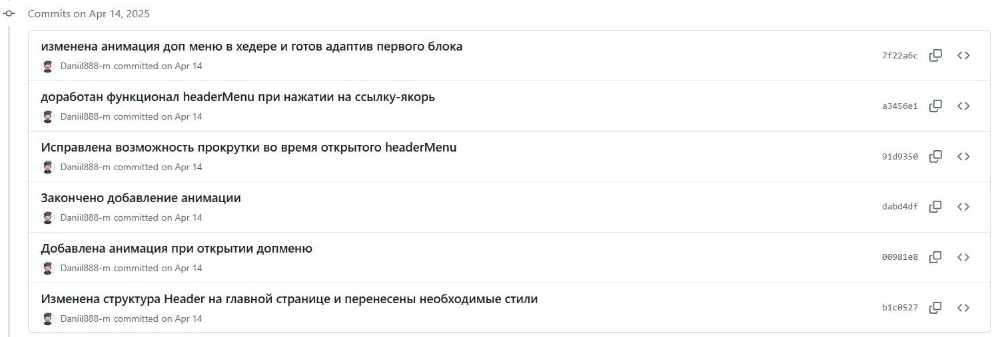 Commits on Apr 14, 2025
изменена анимация доп меню в хедере и готов адаптив первого блока
7f22a6c
Daniil888-m committed on Apr 14
доработан функционал headerMenu при нажатии на ссылку-якорь
a3456e1
Daniil888-m committed on Apr 14
Исправлена возможность прокрутки во время открытого headerMenu
91d9350
Daniil888-m committed on Apr 14
Закончено добавление анимации
dabd4df
Daniil888-m committed on Apr 14
Добавлена анимация при открытии допменю
00981e8
Daniil888-m committed on Apr 14
Изменена структура Header на главной странице и перенесены необходимые стили
b1c0527
Daniil888-m committed on Apr 14